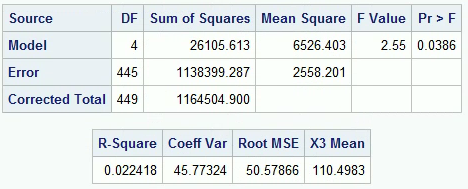 Source DF Sum of Squares Mean Square F Value Pr > F
Model 4 26105.613 6526.403 2.55 0.0386
Error 445 1138399.287 2558.201
Corrected Total 449 1164504.900
R-Square Coeff Var Root MSE X3 Mean
0.022418 45.77324 50.57866 110.4983